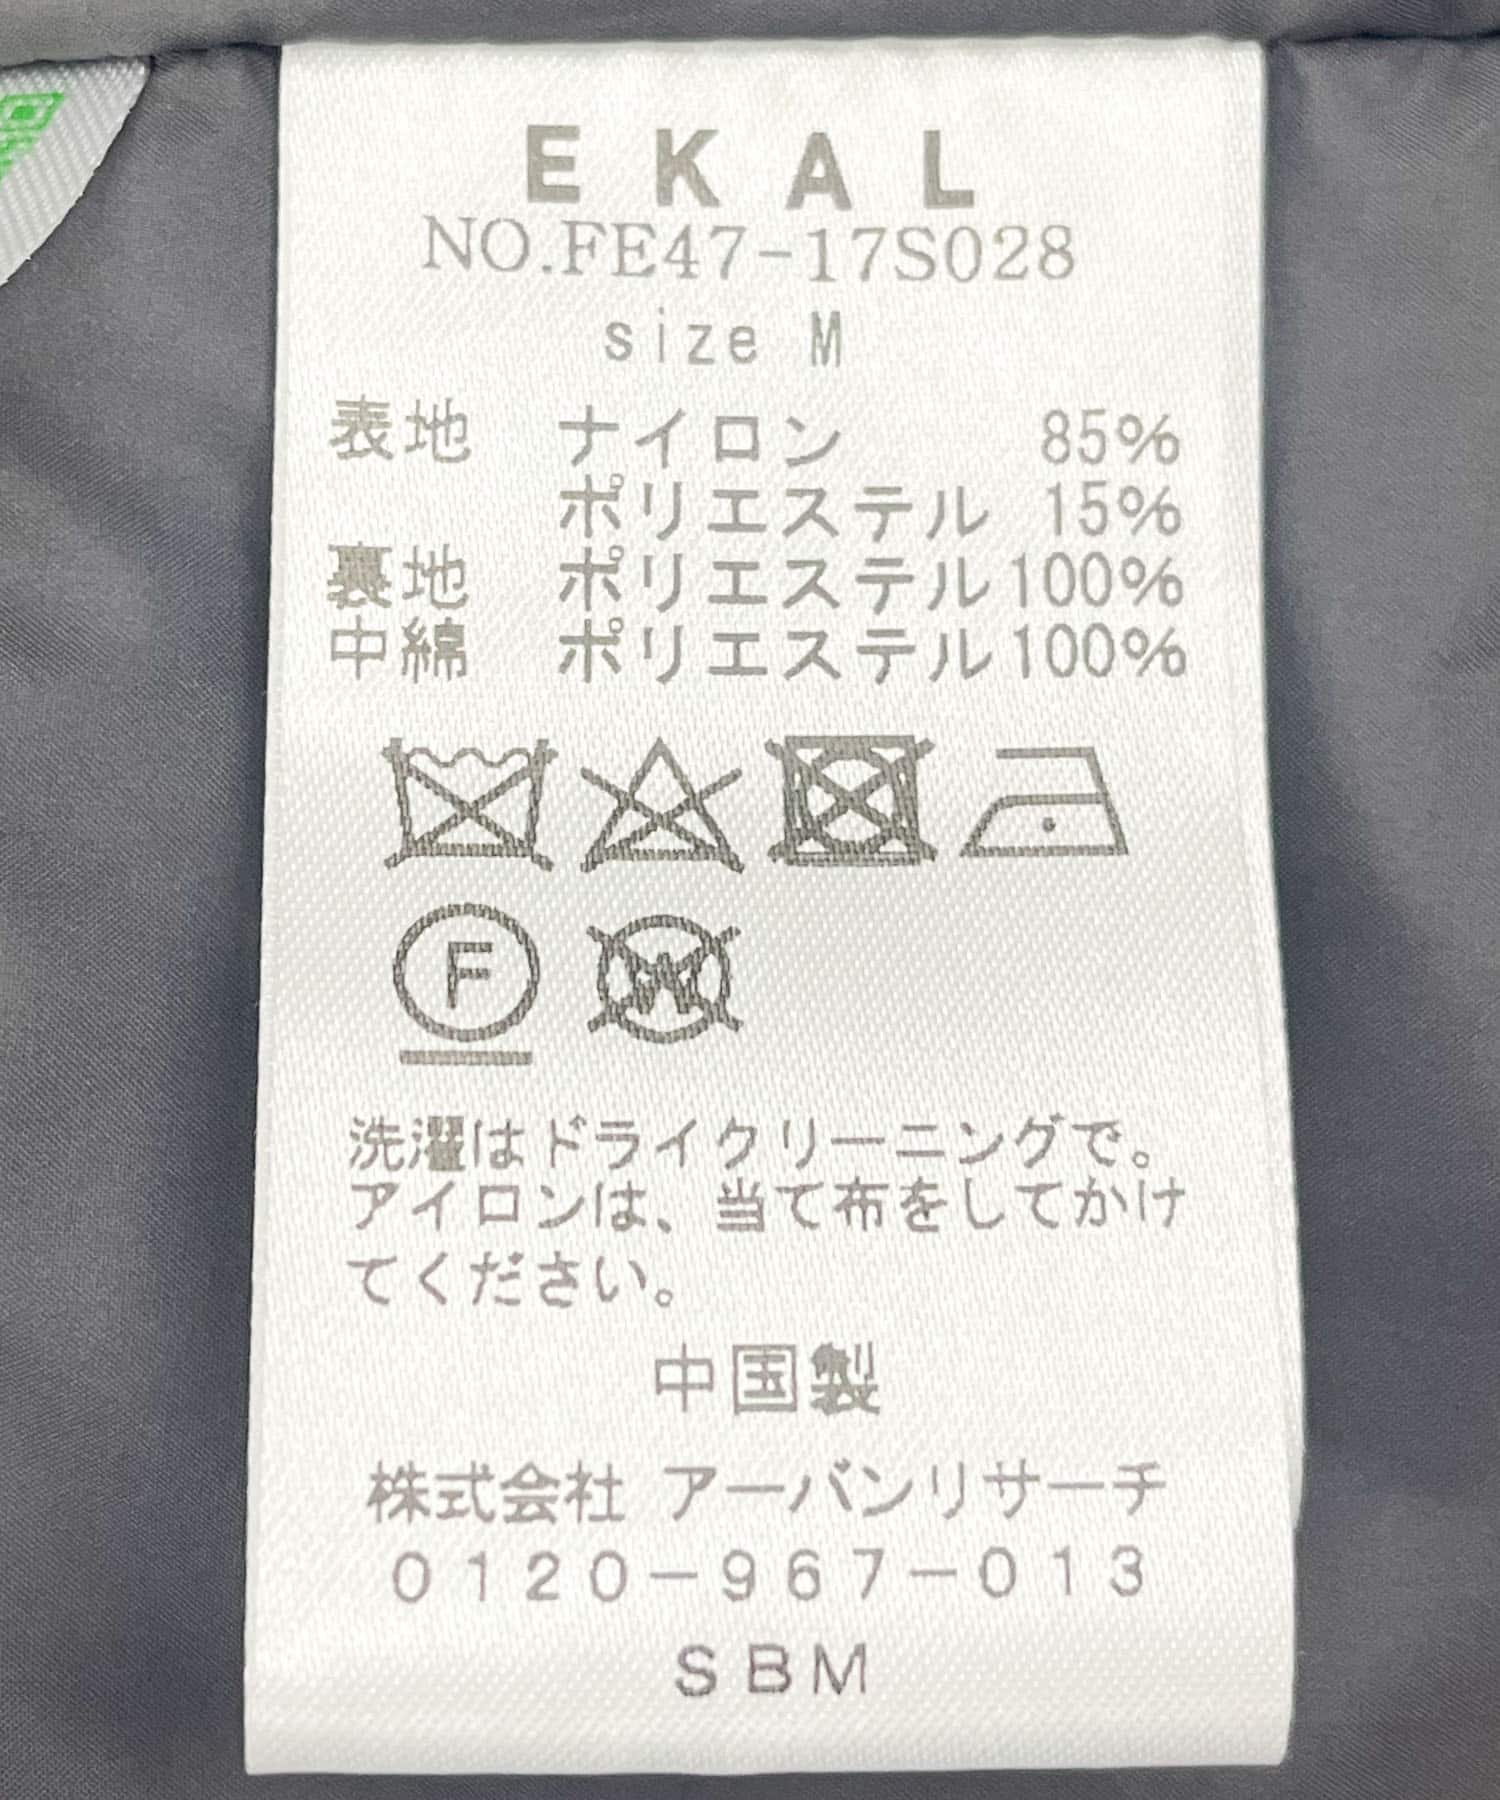 EKAL
NO.FE47-17S028
size M
表地 ナイロン 85%
ポリエステル 15%
裏地 ポリエステル100%
中綿 ポリエステル100%
F
W
洗濯はドライクリーニングで。
アイロンは、当て布をしてかけ
てください。
中国製
株式会社 アーバンリサーチ
0120-967-013
SBM